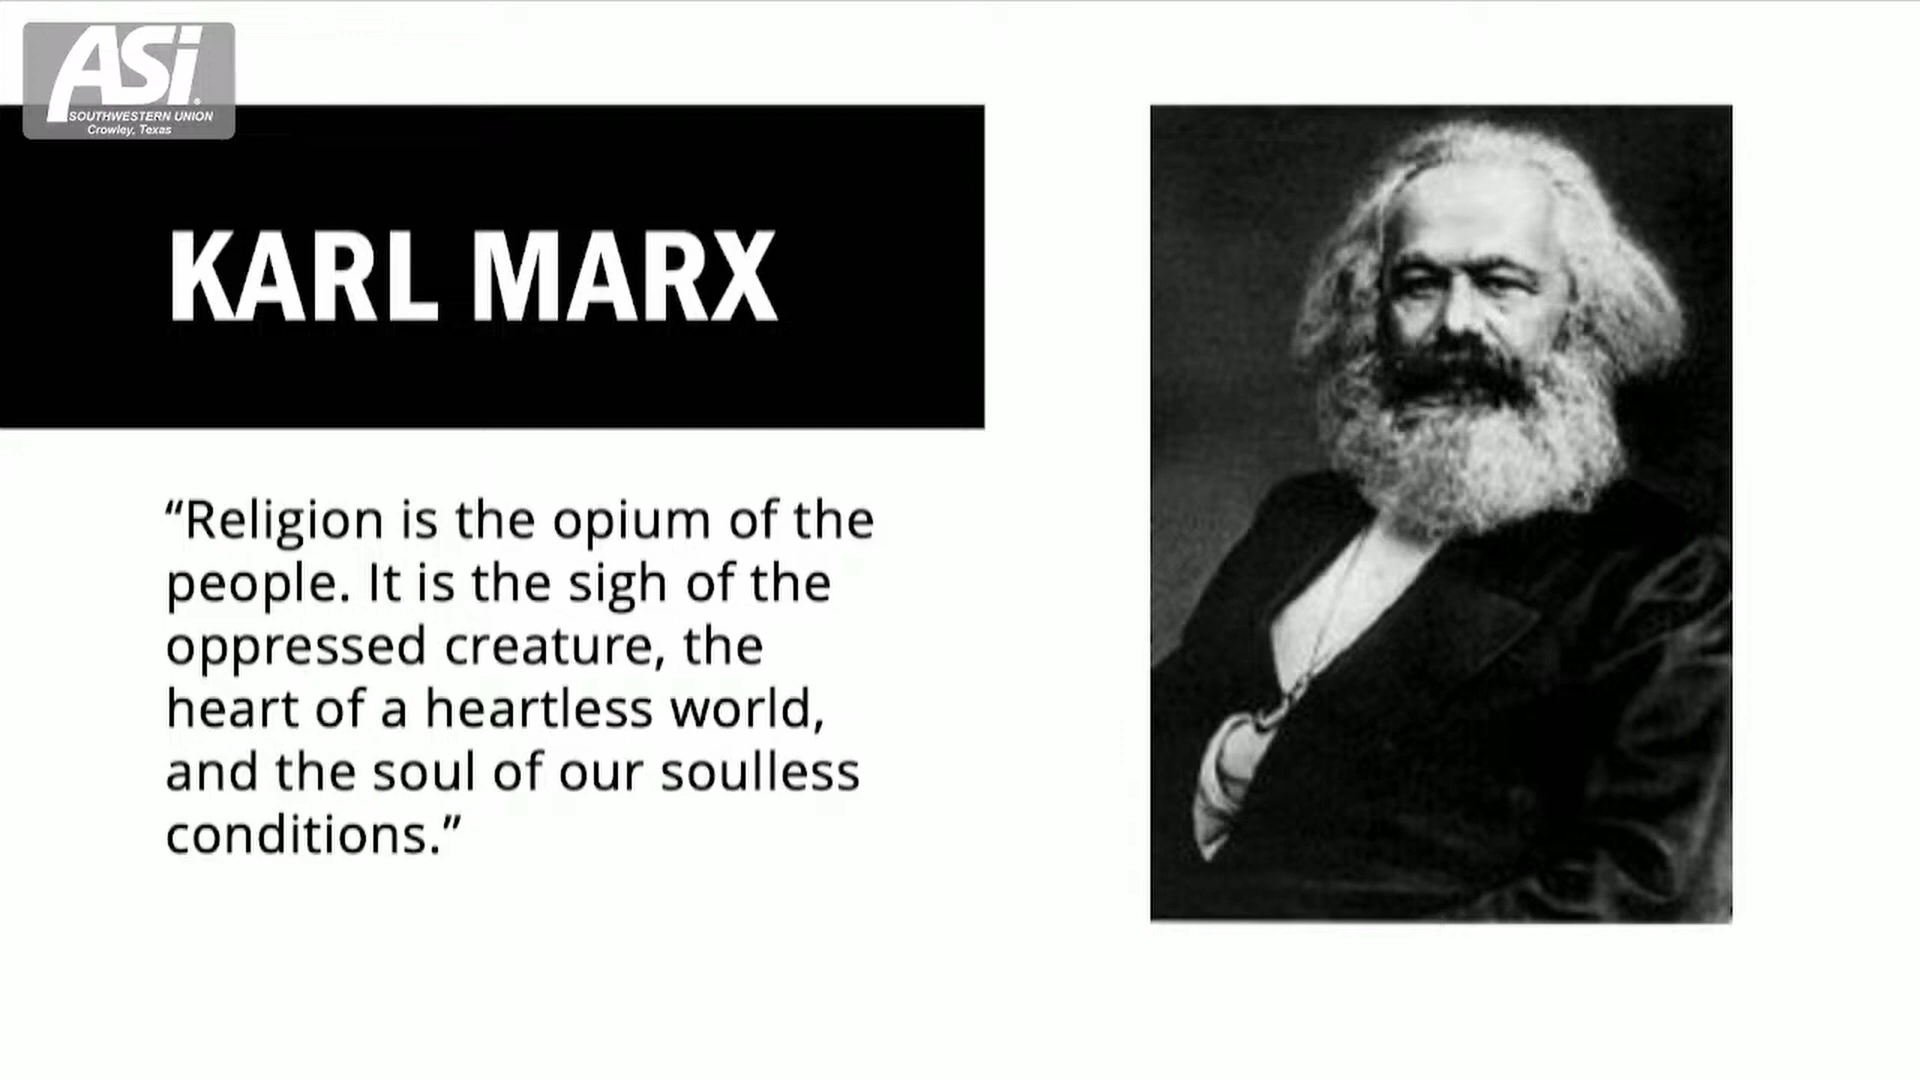 ASi.
SOUTHWESTERN UNION
Crowley, Texas
KARL MARX
“Religion is the opium of the
people. It is the sigh of the
oppressed creature, the
heart of a heartless world,
and the soul of our soulless
conditions.”